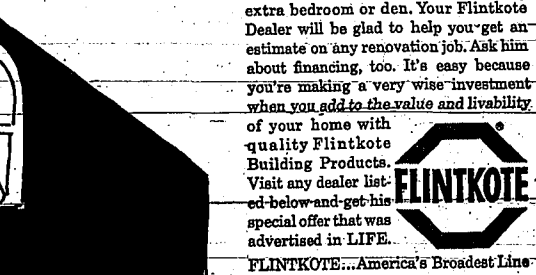 extra bedroom or den. Your Flintkote
Dealer will be glad to help you get an
estimate on any renovation job. Ask him
about financing, too. It's easy because
you're making a very wise investment
when you add to the value and livability
of your home with
quality Flintkote
Building Products.
Visit any dealer list-
ed below and get his
special offer that was
advertised in LIFE.
FLINTKOTE
®
FLINTKOTE...America's Broadest Line